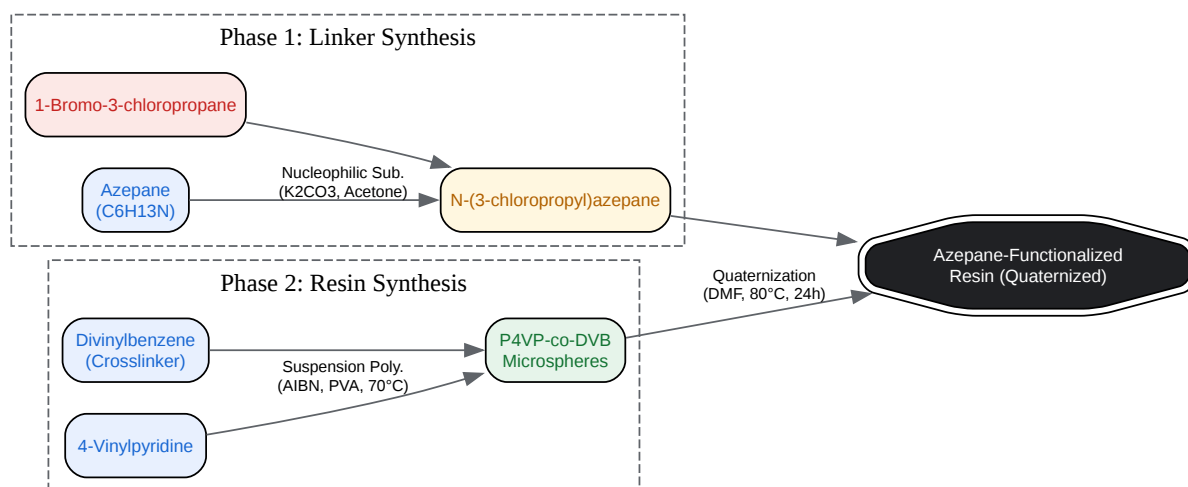 Phase 1: Linker Synthesis
1-Bromo-3-chloropropane
Azepane
(C6H13N)
Nucleophilic Sub.
(K2CO3, Acetone)
N-(3-chloropropyl)azepane
Phase 2: Resin Synthesis
Divinylbenzene
(Crosslinker)
4-Vinylpyridine
Suspension Poly.
(AIBN, PVA, 70°C)
P4VP-co-DVB
Microspheres
Quaternization
(DMF, 80°C, 24h)
Azepane-Functionalized
Resin (Quaternized)